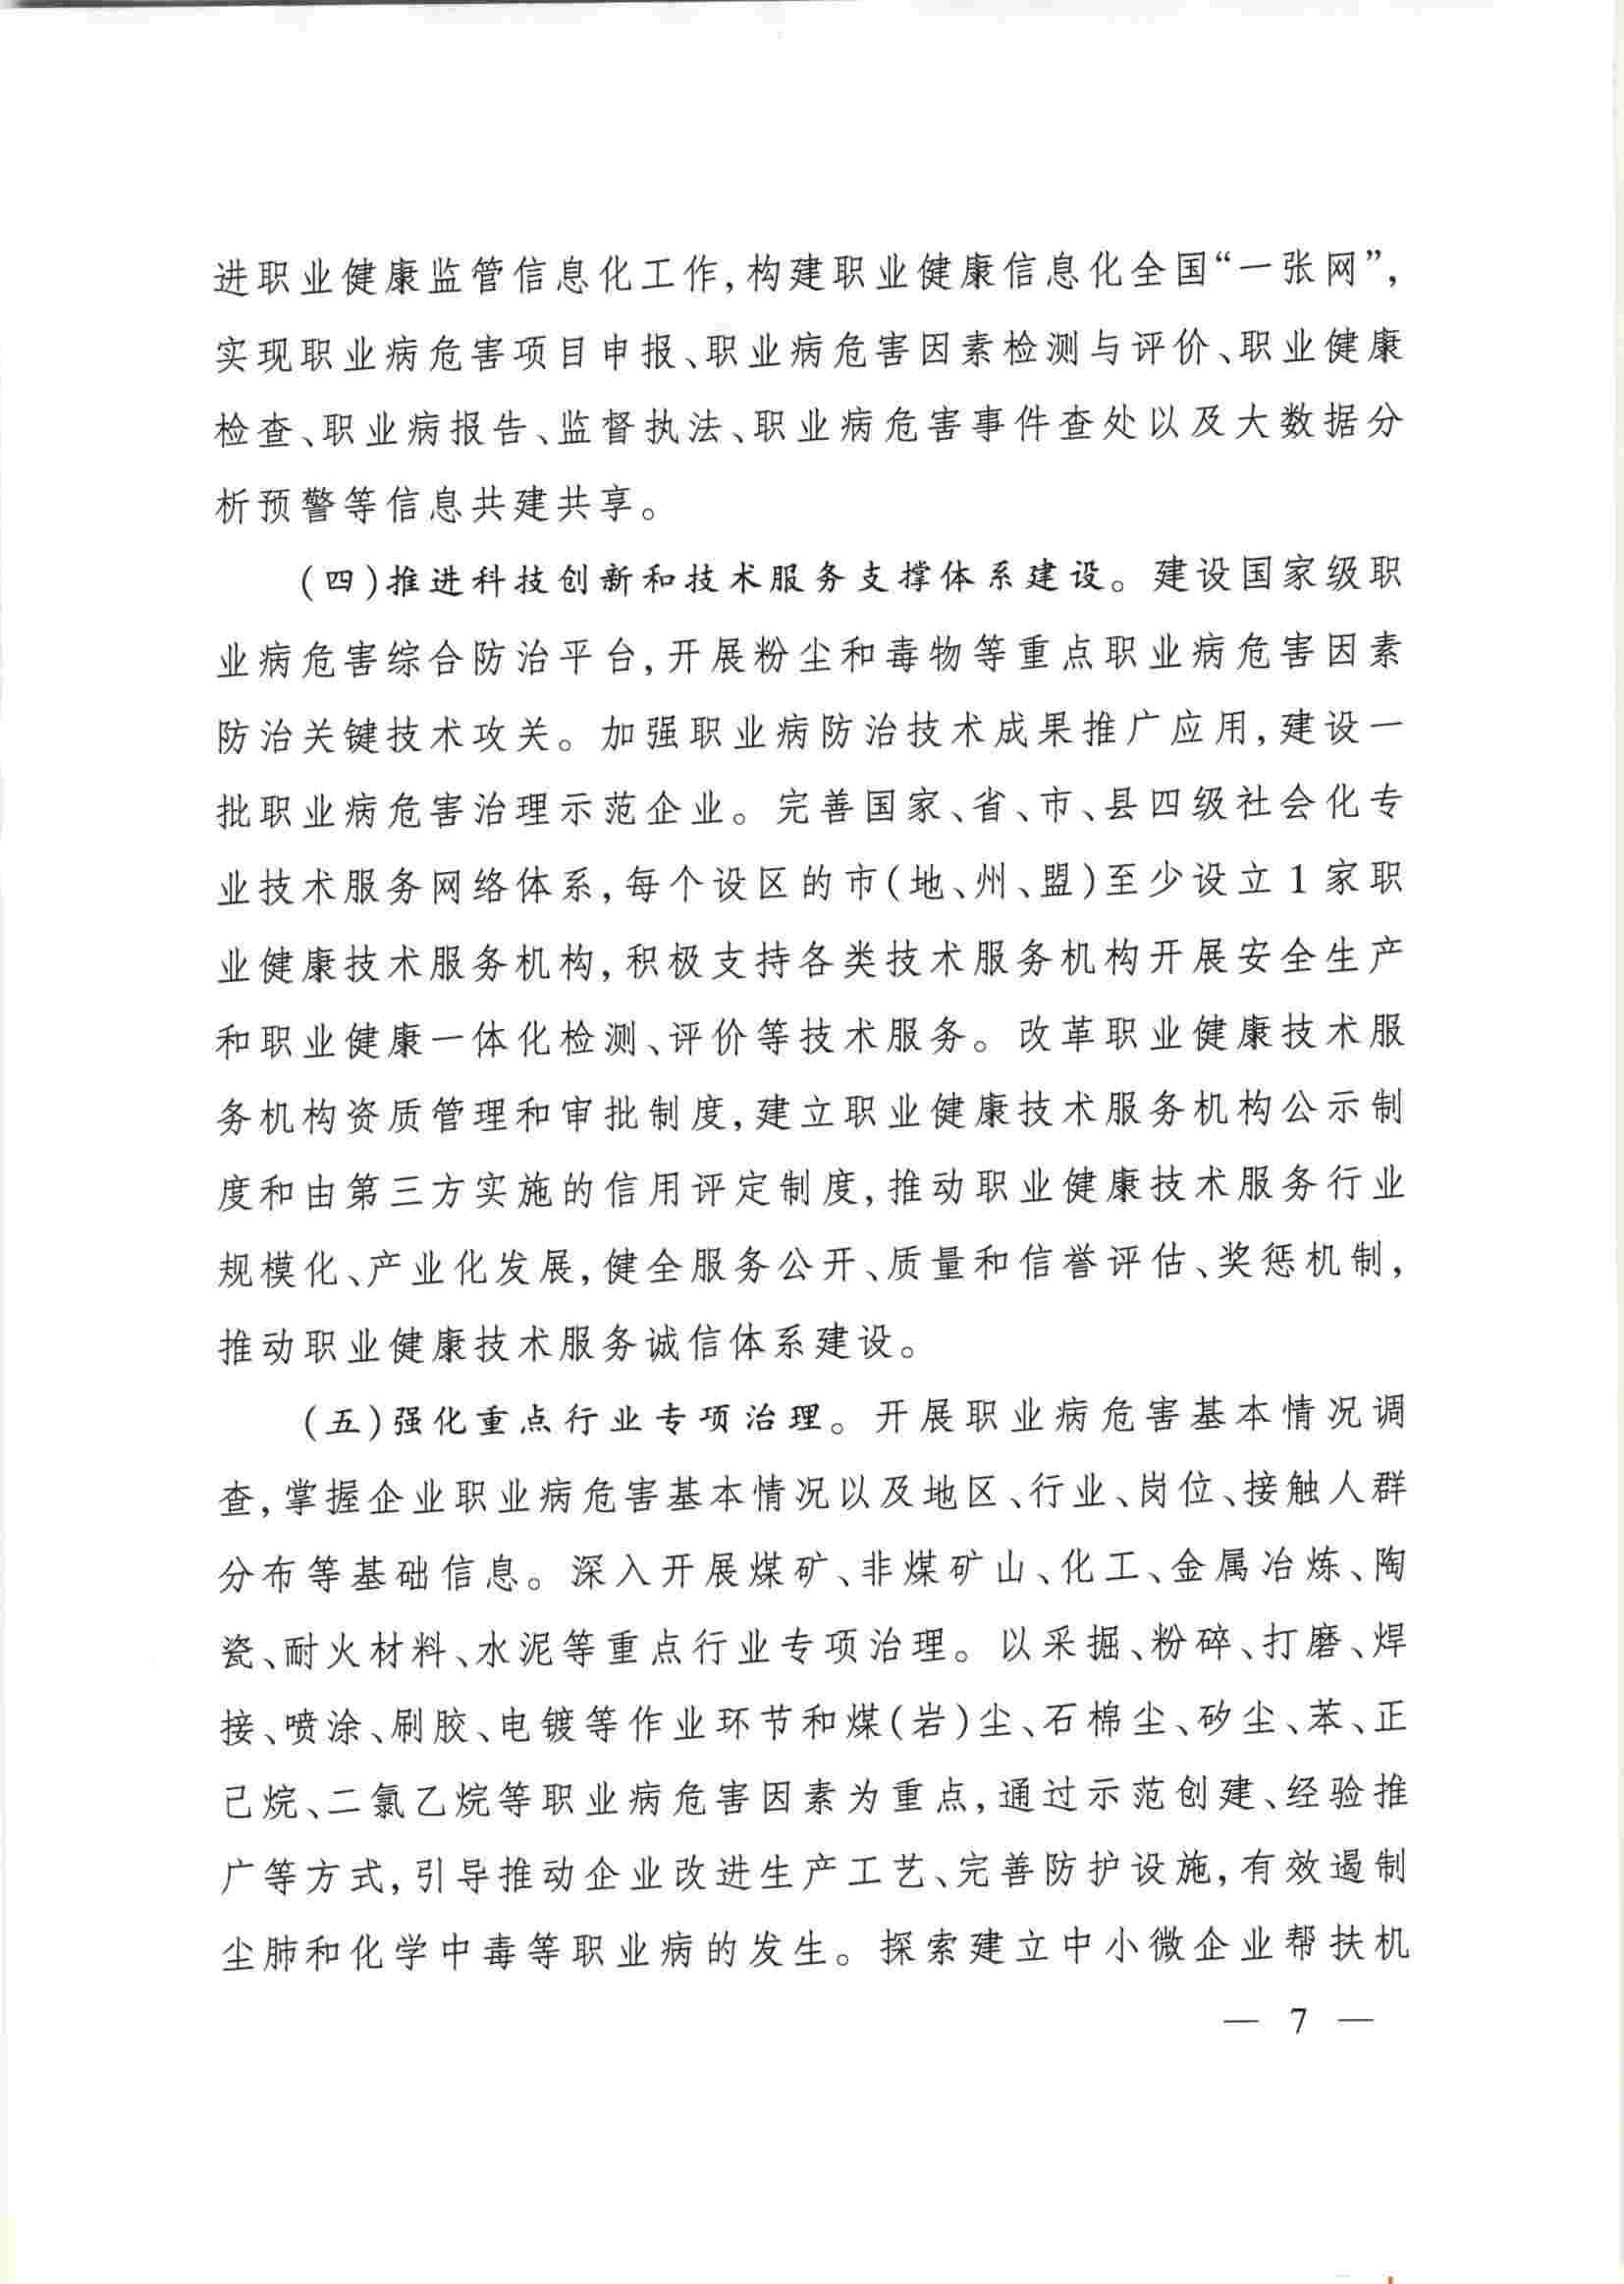 进职业健康监管信息化工作,构建职业健康信息化全国“一张网”,
实现职业病危害项目申报、职业病危害因素检测与评价、职业健康
检查、职业病报告、监督执法、职业病危害事件查处以及大数据分
析预警等信息共建共享。
(四)推进科技创新和技术服务支撑体系建设。建设国家级职
业病危害综合防治平台,开展粉尘和毒物等重点职业病危害因素
防治关键技术攻关。加强职业病防治技术成果推广应用,建设一
批职业病危害治理示范企业。完善国家、省、市、县四级社会化专
业技术服务网络体系,每个设区的市(地、州、盟)至少设立1家职
业健康技术服务机构,积极支持各类技术服务机构开展安全生产
和职业健康一体化检测、评价等技术服务。改革职业健康技术服
务机构资质管理和审批制度,建立职业健康技术服务机构公示制
度和由第三方实施的信用评定制度,推动职业健康技术服务行业
规模化、产业化发展,健全服务公开、质量和信誉评估、奖惩机制,
推动职业健康技术服务诚信体系建设。
(五)强化重点行业专项治理。开展职业病危害基本情况调
查,掌握企业职业病危害基本情况以及地区、行业、岗位、接触人群
分布等基础信息。深入开展煤矿、非煤矿山、化工、金属冶炼、陶
瓷、耐火材料、水泥等重点行业专项治理。以采掘、粉碎、打磨、焊
接、喷涂、刷胶、电镀等作业环节和煤(岩)尘、石棉尘、矽尘、苯、正
己烷、二氯乙烷等职业病危害因素为重点,通过示范创建、经验推
广等方式,引导推动企业改进生产工艺、完善防护设施,有效遏制
尘肺和化学中毒等职业病的发生。探索建立中小微企业帮扶机
— 7 —